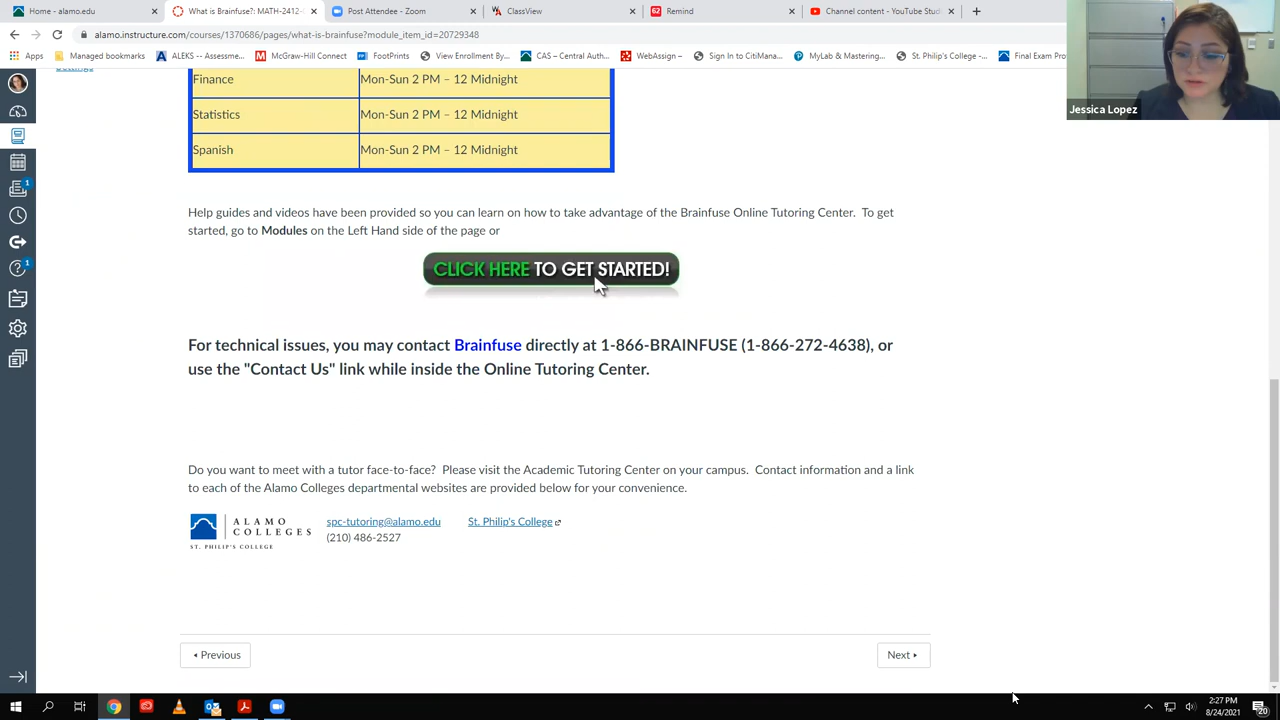 Home - alamo.edu
What is Brainfuse?: MATH-2412-
Post Attendee - Zoom
ClassView
Remind
Channel content - YouTube Stud
alamo.instructure.com/courses/1370686/pages/what-is-brainfuse?module_item_id=20729348
Apps
Managed bookmarks
ALEKS -- Assessme...
McGraw-Hill Connect
FootPrints
View Enrollment By...
CAS – Central Auth...
WebAssign –
Sign In to CitiMana...
MyLab & Mastering...
St. Philip's College -...
Final Exam Pro
Jessica Lopez
Finance Mon-Sun 2 PM – 12 Midnight
Statistics Mon-Sun 2 PM – 12 Midnight
Spanish Mon-Sun 2 PM – 12 Midnight
Help guides and videos have been provided so you can learn on how to take advantage of the Brainfuse Online Tutoring Center. To get
started, go to Modules on the Left Hand side of the page or
CLICK HERE TO GET STARTED!
For technical issues, you may contact Brainfuse directly at 1-866-BRAINFUSE (1-866-272-4638), or
use the "Contact Us" link while inside the Online Tutoring Center.
Do you want to meet with a tutor face-to-face? Please visit the Academic Tutoring Center on your campus. Contact information and a link
to each of the Alamo Colleges departmental websites are provided below for your convenience.
ALAMO
COLLEGES
ST. PHILIP'S COLLEGE
spc-tutoring@alamo.edu
(210) 486-2527
St. Philip's College
Previous
Next
2:27 PM
8/24/2021
20